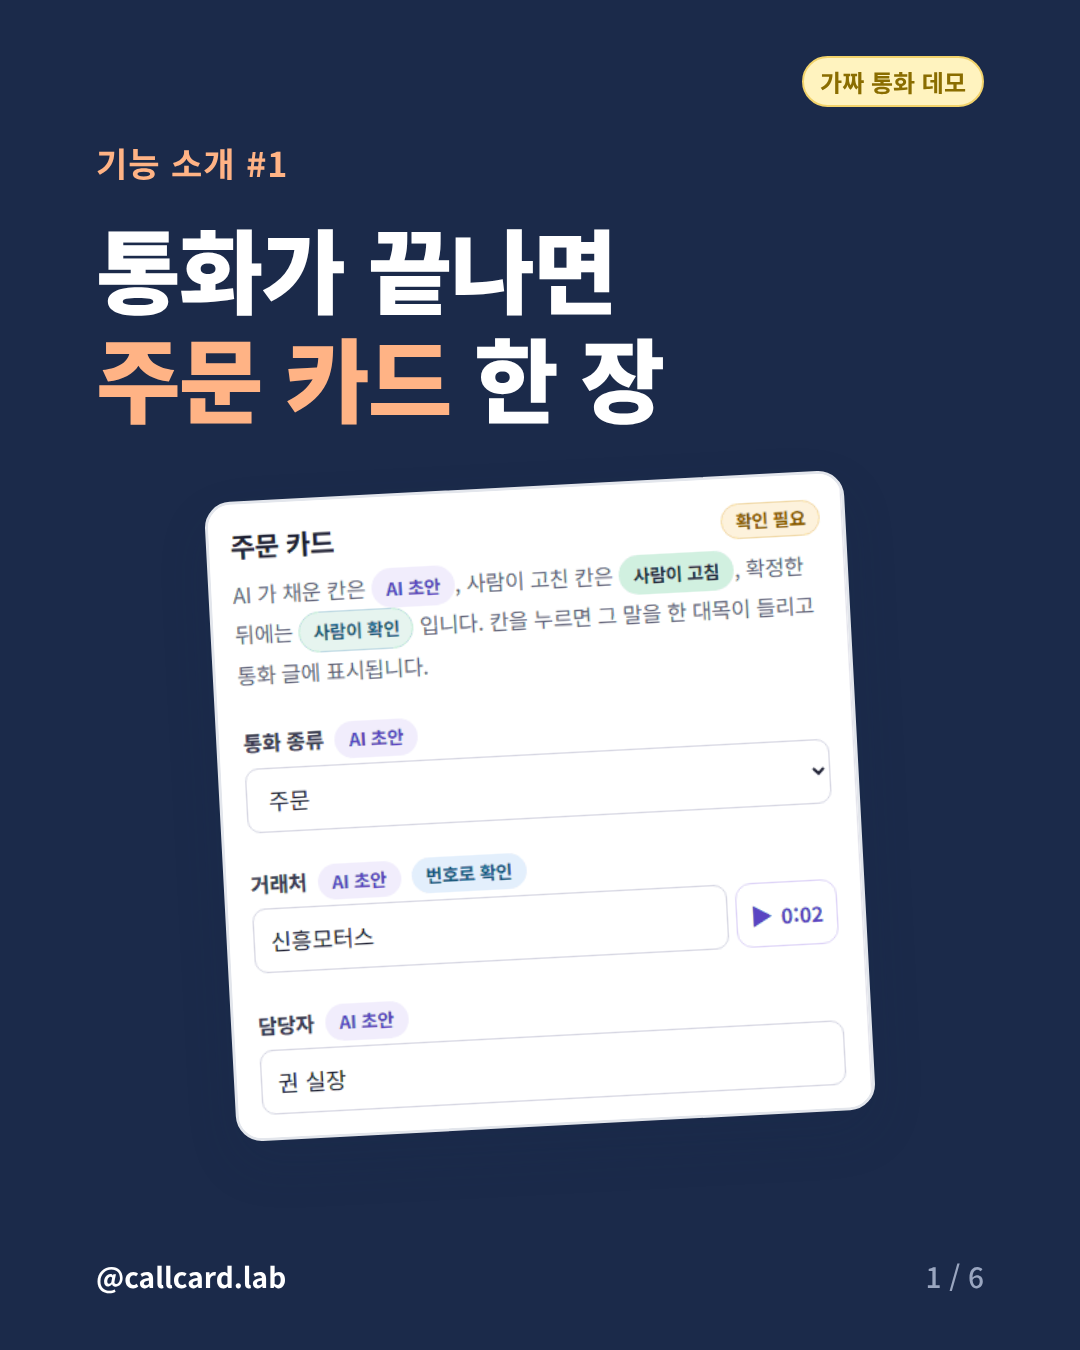 가짜 통화 데모
기능 소개 #1
통화가 끝나면
주문 카드 한 장
주문 카드
확인 필요
AI 가 채운 칸은 AI 초안, 사람이 고친 칸은 사람이 고침, 확정한
뒤에는 사람이 확인 입니다. 칸을 누르면 그 말을 한 대목이 들리고
통화 글에 표시됩니다.
통화 종류 AI 초안
주문
거래처 AI 초안 번호로 확인
신흥모터스 ▶ 0:02
담당자 AI 초안
권 실장
@callcard.lab
1 / 6